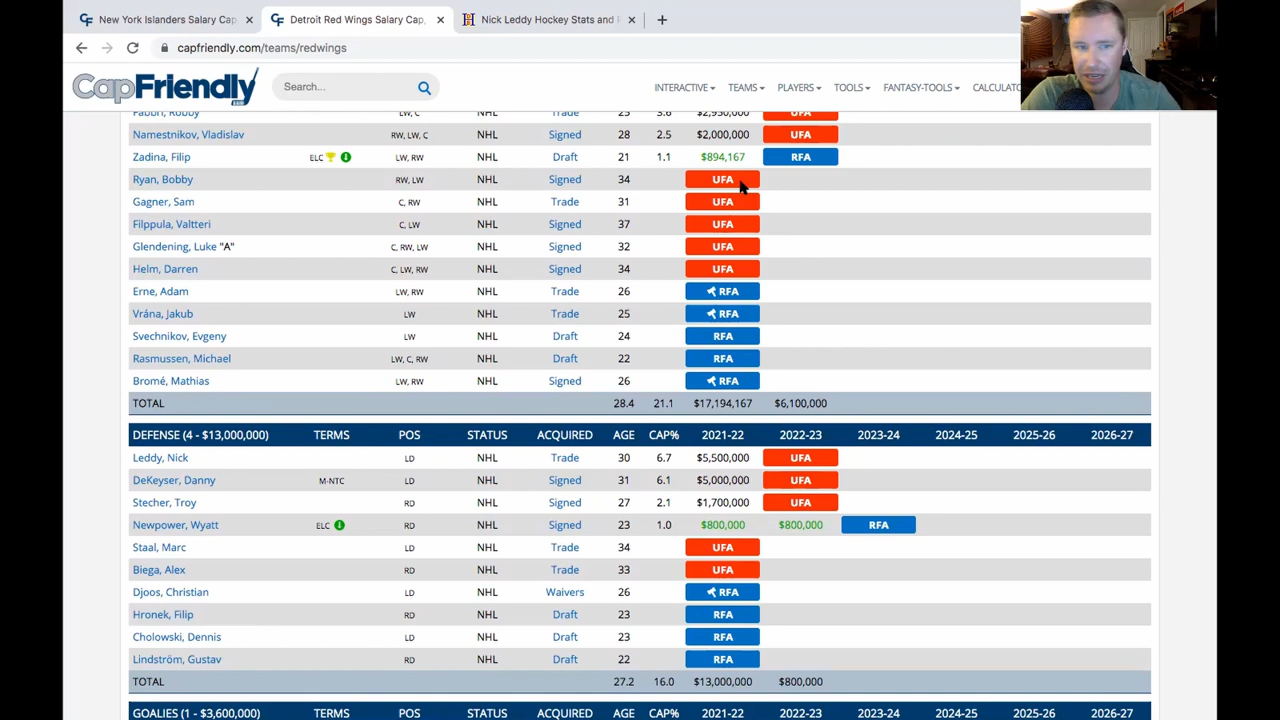 New York Islanders Salary Cap ×
Detroit Red Wings Salary Cap, ×
Nick Leddy Hockey Stats and ×
+
capfriendly.com/teams/redwings
CapFriendly
Search...
INTERACTIVE TEAMS PLAYERS TOOLS FANTASY-TOOLS CALCULATO
Fabbri, Robby LW, C NHL Trade 25 3.6 $2,950,000 UFA
Namestnikov, Vladislav RW, LW, C NHL Signed 28 2.5 $2,000,000 UFA
Zadina, Filip ELC LW, RW NHL Draft 21 1.1 $894,167 RFA
Ryan, Bobby RW, LW NHL Signed 34 UFA
Gagner, Sam C, RW NHL Trade 31 UFA
Filppula, Valtteri C, LW NHL Signed 37 UFA
Glendening, Luke "A" C, RW, LW NHL Signed 32 UFA
Helm, Darren C, LW, RW NHL Signed 34 UFA
Erne, Adam LW, RW NHL Trade 26 RFA
Vrána, Jakub LW NHL Trade 25 RFA
Svechnikov, Evgeny LW NHL Draft 24 RFA
Rasmussen, Michael LW, C, RW NHL Draft 22 RFA
Bromé, Mathias LW, RW NHL Signed 26 RFA
TOTAL 28.4 21.1 $17,194,167 $6,100,000
DEFENSE (4 - $13,000,000) TERMS POS STATUS ACQUIRED AGE CAP% 2021-22 2022-23 2023-24 2024-25 2025-26 2026-27
Leddy, Nick LD NHL Trade 30 6.7 $5,500,000 UFA
DeKeyser, Danny M-NTC LD NHL Signed 31 6.1 $5,000,000 UFA
Stecher, Troy RD NHL Signed 27 2.1 $1,700,000 UFA
Newpower, Wyatt ELC RD NHL Signed 23 1.0 $800,000 $800,000 RFA
Staal, Marc LD NHL Trade 34 UFA
Biega, Alex RD NHL Trade 33 UFA
Djoos, Christian LD NHL Waivers 26 RFA
Hronek, Filip RD NHL Draft 23 RFA
Cholowski, Dennis LD NHL Draft 23 RFA
Lindström, Gustav RD NHL Draft 22 RFA
TOTAL 27.2 16.0 $13,000,000 $800,000
GOALIES (1 - $3,600,000) TERMS POS STATUS ACQUIRED AGE CAP% 2021-22 2022-23 2023-24 2024-25 2025-26 2026-27